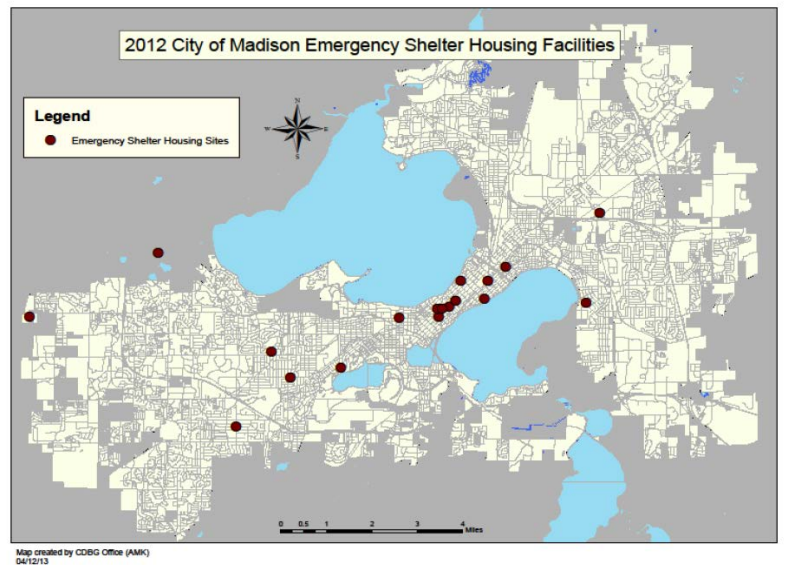 2012 City of Madison Emergency Shelter Housing Facilities
Legend
Emergency Shelter Housing Sites
N
W
E
S
0 0.5 1 2 3 4
Miles
Map created by CDBG Office (AMK)
04/12/13